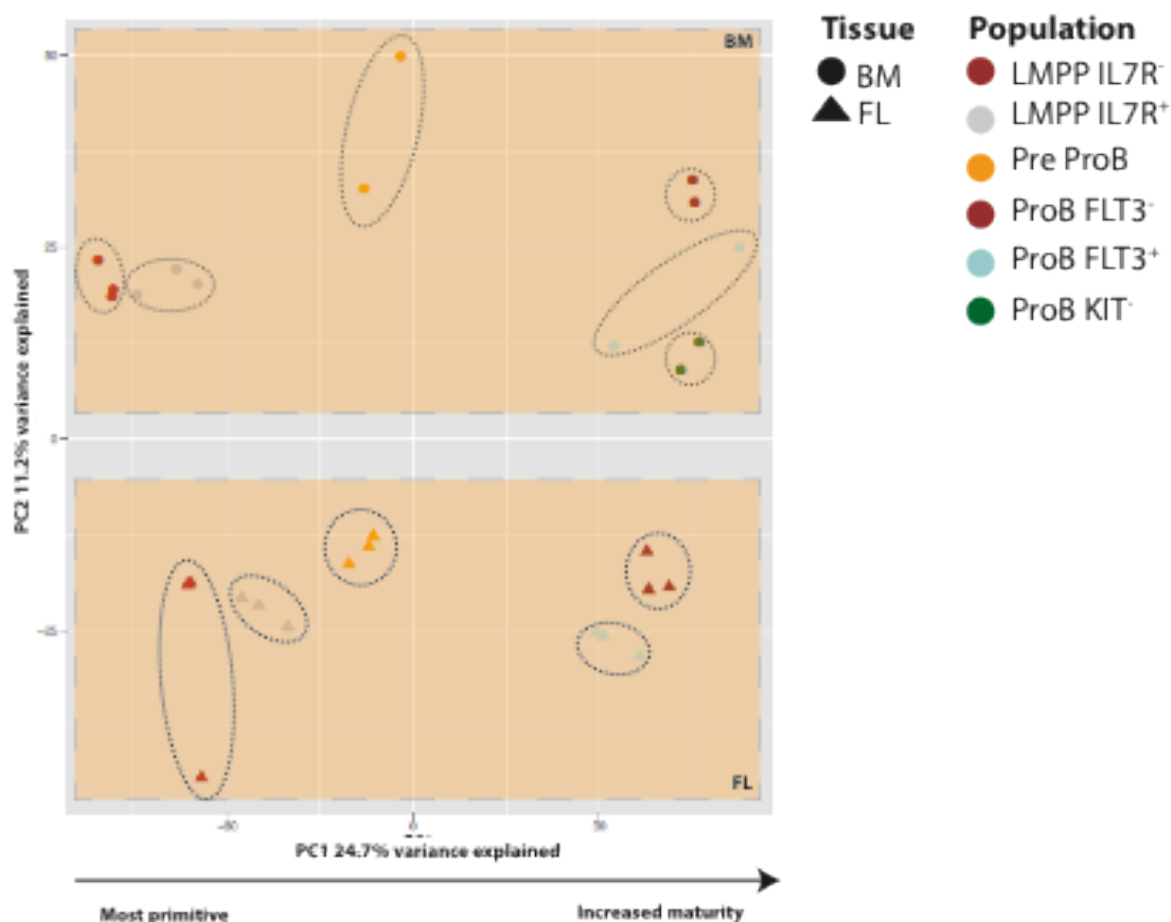 Tissue
BM
FL
Population
LMPP IL7R⁻
LMPP IL7R⁺
Pre ProB
ProB FLT3⁻
ProB FLT3⁺
ProB KIT⁻
BM
50
25
0
−25
FL
−50
0
50
PC2 11.2% variance explained
PC1 24.7% variance explained
Most primitive
Increased maturity